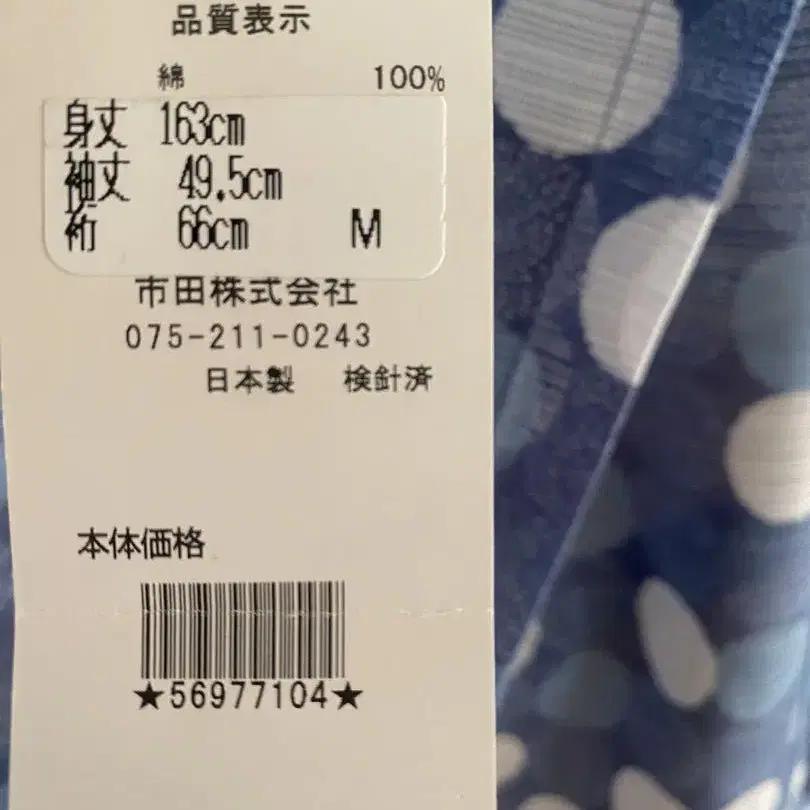 品質表示
綿 100%
身丈 163cm
袖丈 49.5cm
裄 66cm M
市田株式会社
075-211-0243
日本製 検針済
本体価格
★56977104★